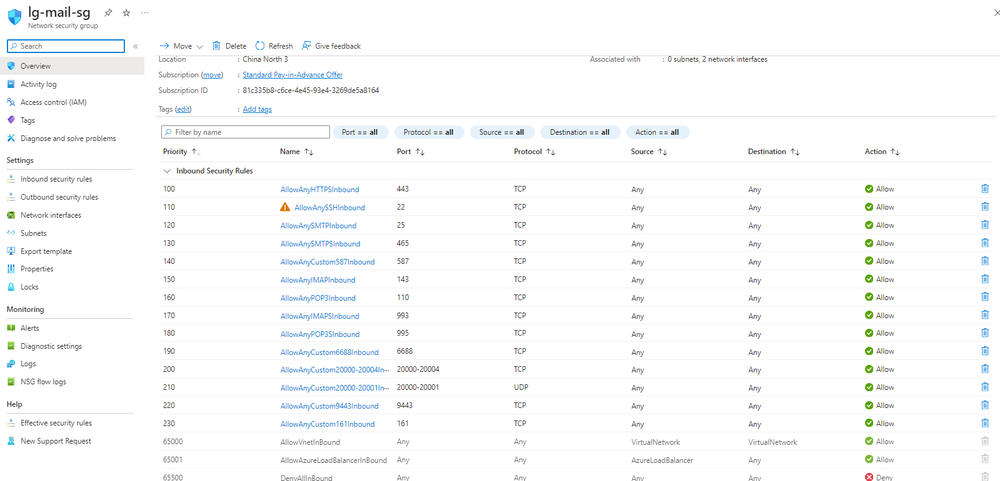 lg-mail-sg
Network security group
Search
Move Delete Refresh Give feedback
Overview
Activity log
Access control (IAM)
Tags
Diagnose and solve problems
Settings
Inbound security rules
Outbound security rules
Network interfaces
Subnets
Export template
Properties
Locks
Monitoring
Alerts
Diagnostic settings
Logs
NSG flow logs
Help
Effective security rules
New Support Request
Location : China North 3 Associated with : 0 subnets, 2 network interfaces
Subscription (move) : Standard Pay-in-Advance Offer
Subscription ID : 81c335b8-c6ce-4e45-93e4-3269de5a8164
Tags (edit) : Add tags
Filter by name Port == all Protocol == all Source == all Destination == all Action == all
Priority Name Port Protocol Source Destination Action
Inbound Security Rules
100 AllowAnyHTTPSInbound 443 TCP Any Any Allow
110 AllowAnySSHInbound 22 TCP Any Any Allow
120 AllowAnySMTPInbound 25 TCP Any Any Allow
130 AllowAnySMTPSInbound 465 TCP Any Any Allow
140 AllowAnyCustom587Inbound 587 TCP Any Any Allow
150 AllowAnyIMAPInbound 143 TCP Any Any Allow
160 AllowAnyPOP3Inbound 110 TCP Any Any Allow
170 AllowAnyIMAPSInbound 993 TCP Any Any Allow
180 AllowAnyPOP3SInbound 995 TCP Any Any Allow
190 AllowAnyCustom6688Inbound 6688 TCP Any Any Allow
200 AllowAnyCustom20000-20004In··· 20000-20004 TCP Any Any Allow
210 AllowAnyCustom20000-20001In··· 20000-20001 UDP Any Any Allow
220 AllowAnyCustom9443Inbound 9443 TCP Any Any Allow
230 AllowAnyCustom161Inbound 161 TCP Any Any Allow
65000 AllowVnetInBound Any Any VirtualNetwork VirtualNetwork Allow
65001 AllowAzureLoadBalancerInBound Any Any AzureLoadBalancer Any Allow
65500 DenyAllInBound Any Any Any Any Deny